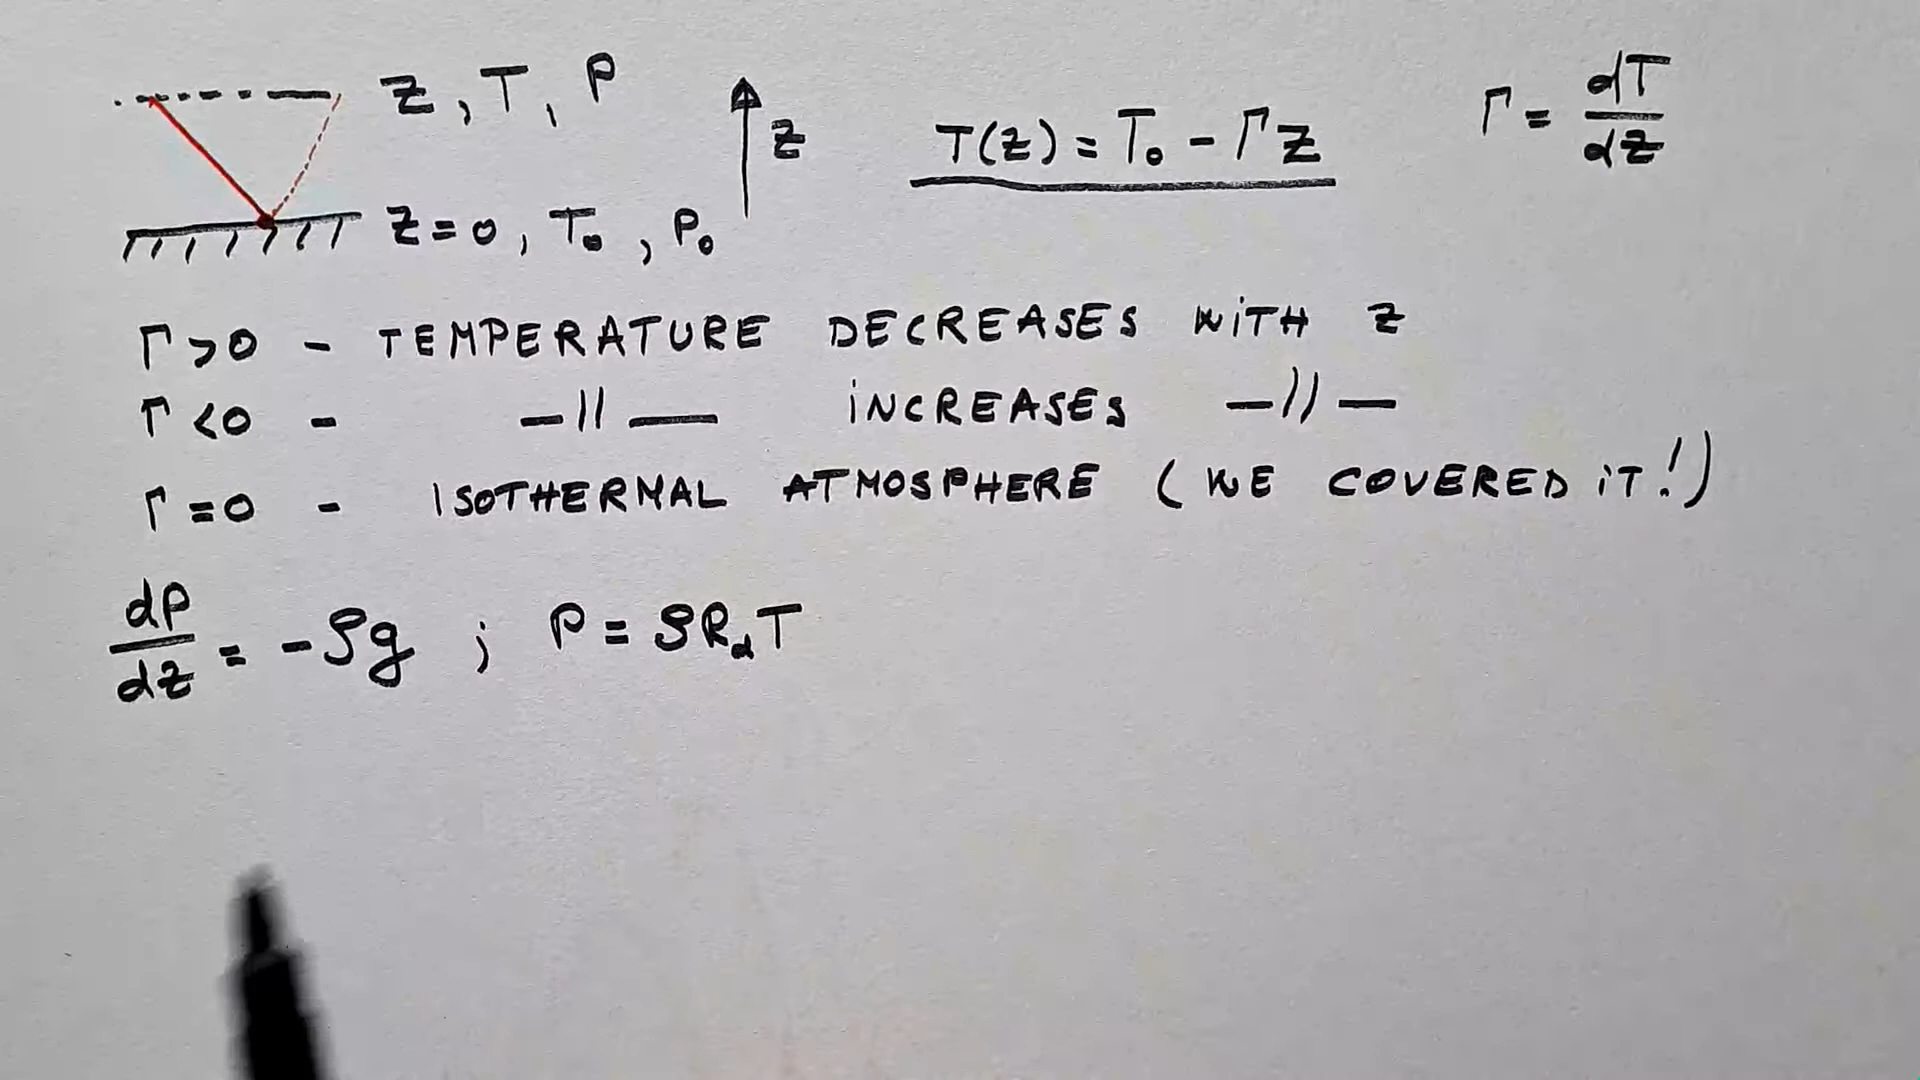 z, T, P
z
T(z) = T₀ - Γz
Γ = dT/dz
z=0, T₀, P₀
Γ>0 - TEMPERATURE DECREASES WITH z
Γ<0 - -//- INCREASES -//-
Γ=0 - ISOTHERMAL ATMOSPHERE (WE COVERED iT!)
dP/dz = -ρg ; P = ρR_dT